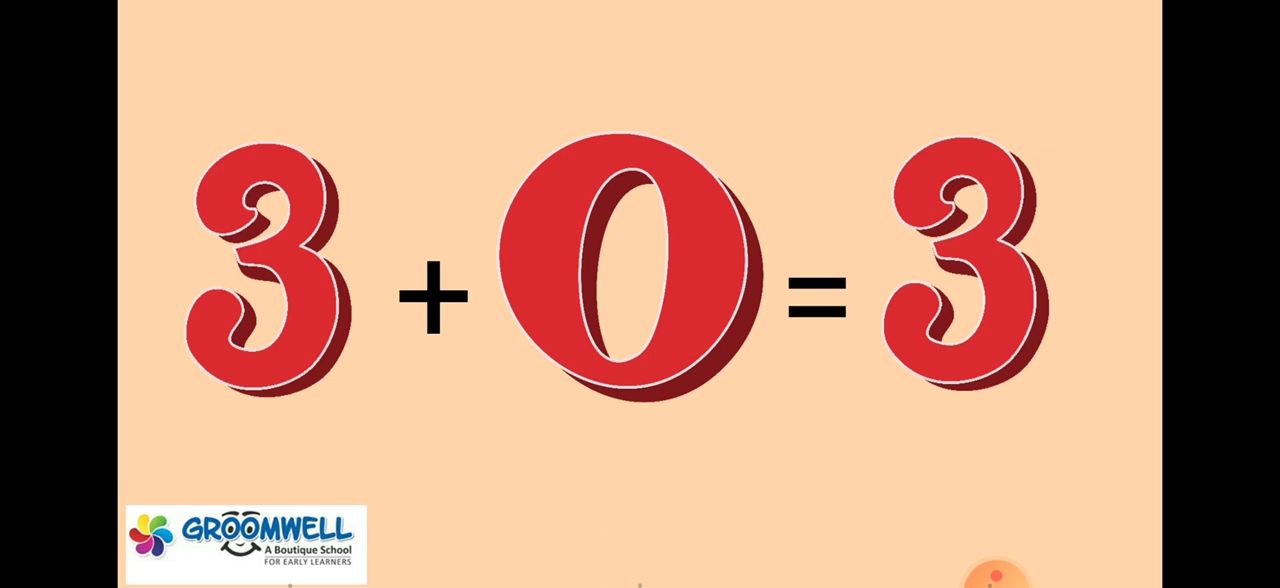 3 + 0 = 3
GROOMWELL
A Boutique School
FOR EARLY LEARNERS